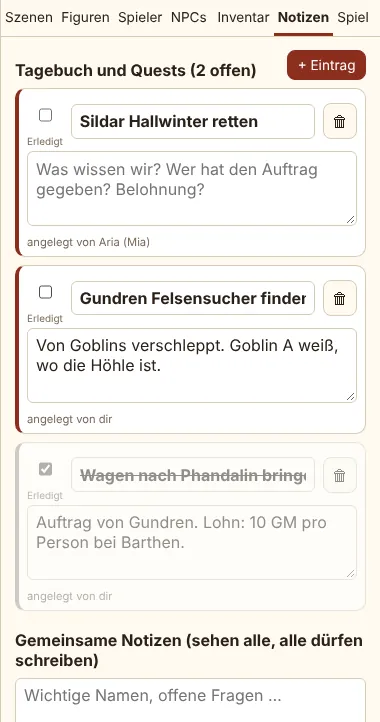 Szenen Figuren Spieler NPCs Inventar Notizen Spiel
Tagebuch und Quests (2 offen)
+ Eintrag
Sildar Hallwinter retten
Erledigt
Was wissen wir? Wer hat den Auftrag
gegeben? Belohnung?
angelegt von Aria (Mia)
Gundren Felsensucher finden
Erledigt
Von Goblins verschleppt. Goblin A weiß,
wo die Höhle ist.
angelegt von dir
Wagen nach Phandalin bringe
Erledigt
Auftrag von Gundren. Lohn: 10 GM pro
Person bei Barthen.
angelegt von dir
Gemeinsame Notizen (sehen alle, alle dürfen
schreiben)
Wichtige Namen, offene Fragen ...